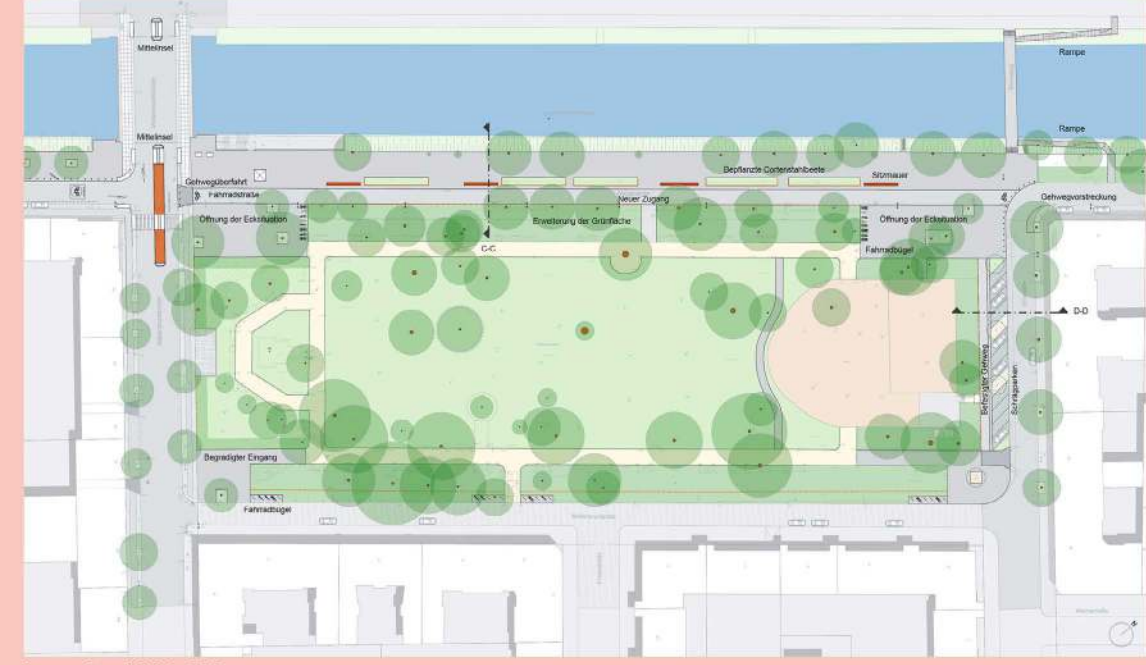 Mittelinsel
Rampe
Mittelinsel
Rampe
Gehwegüberfahrt
Bepflanzte Cortenstahlbeete
Sitzmauer
Fahrradstraße
Neuer Zugang
Gehwegvorstreckung
Öffnung der Ecksituation
Erweiterung der Grünfläche
Öffnung der Ecksituation
C-C
Fahrradbügel
D-D
Befestigter Gehweg
Schrägparken
Begradigter Eingang
Fahrradbügel